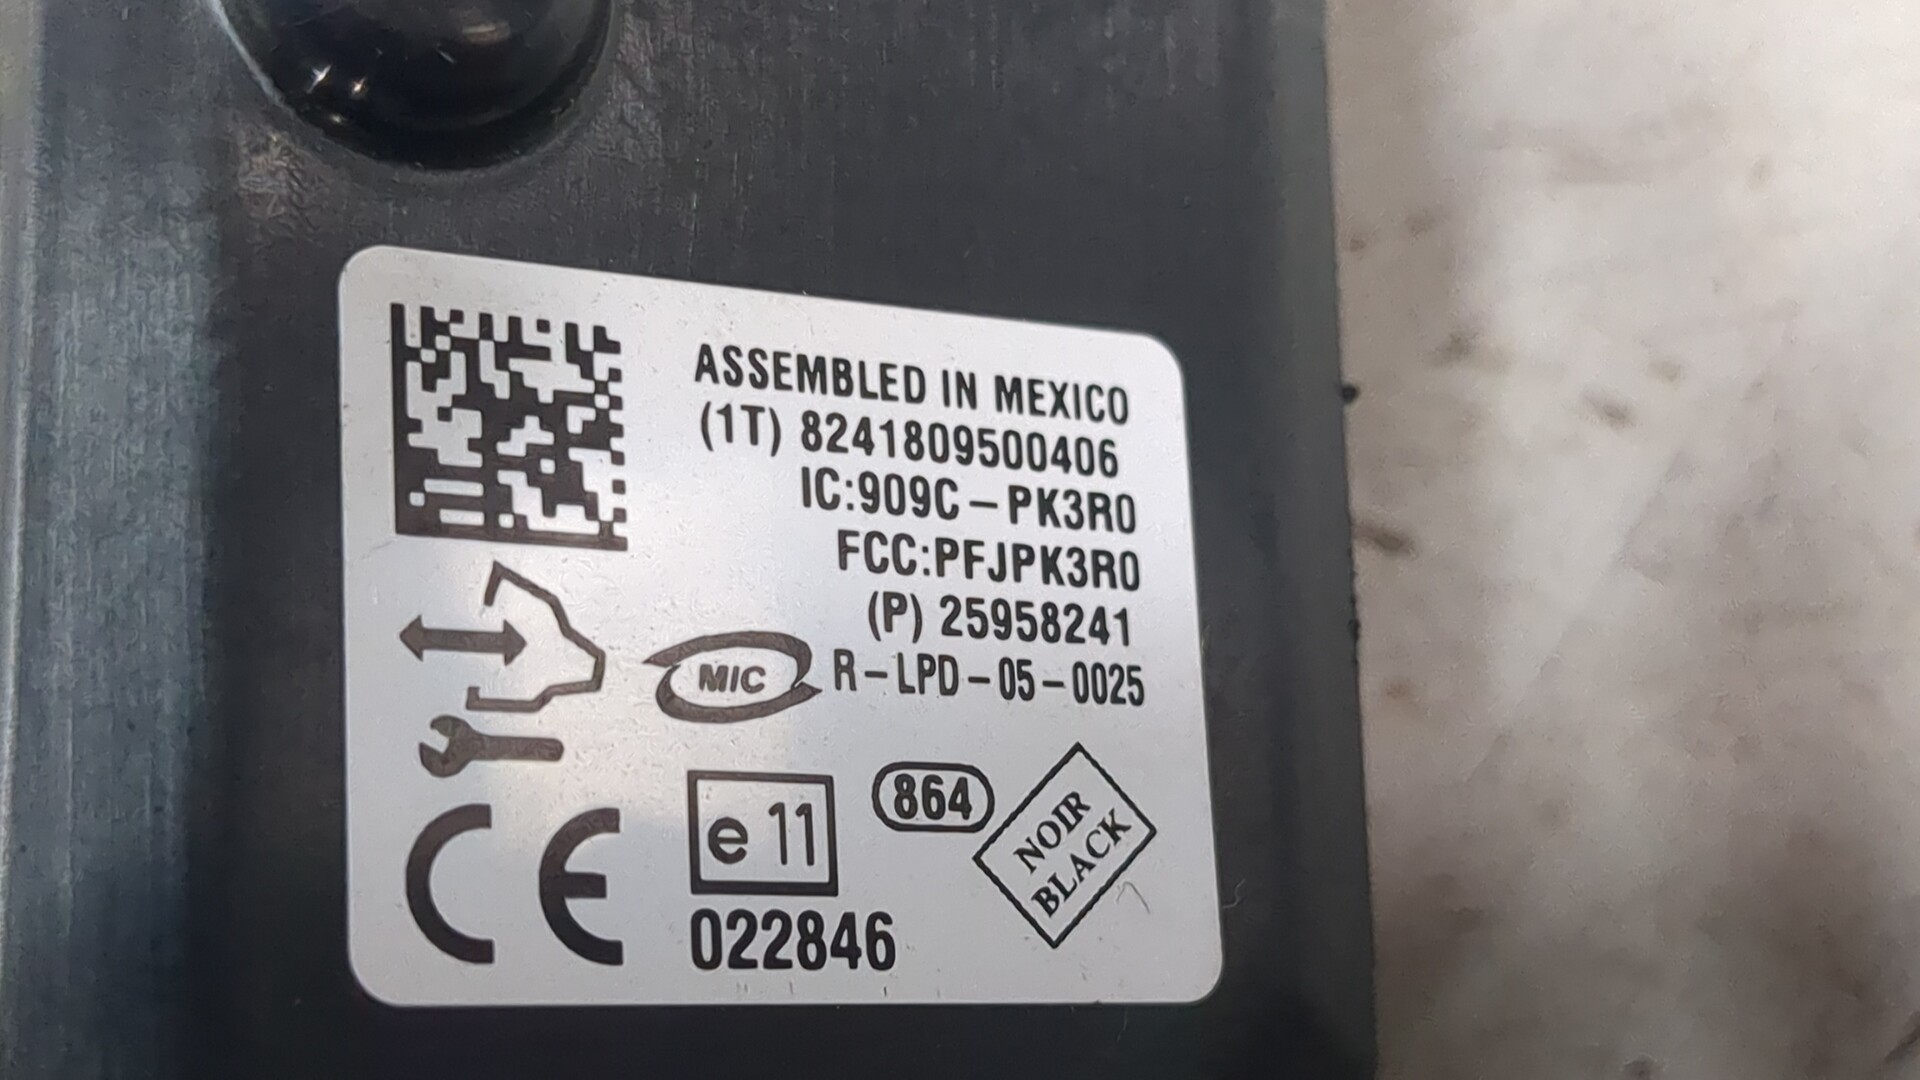 ASSEMBLED IN MEXICO
(1T) 8241809500406
IC:909C-PK3R0
FCC:PFJPK3R0
(P) 25958241
MIC R-LPD-05-0025
CE
e 11
022846
864
NOIR
BLACK